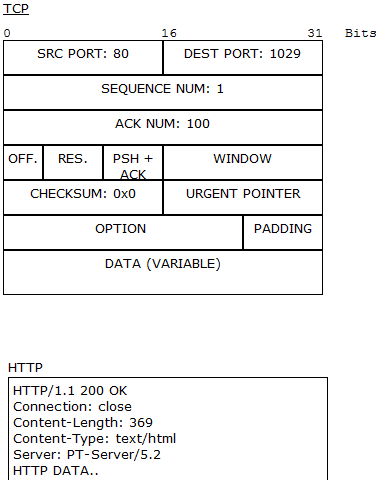 TCP
0 16 31 Bits
SRC PORT: 80 DEST PORT: 1029
SEQUENCE NUM: 1
ACK NUM: 100
OFF. RES. PSH + WINDOW
ACK
CHECKSUM: 0x0 URGENT POINTER
OPTION PADDING
DATA (VARIABLE)
HTTP
HTTP/1.1 200 OK
Connection: close
Content-Length: 369
Content-Type: text/html
Server: PT-Server/5.2
HTTP DATA..